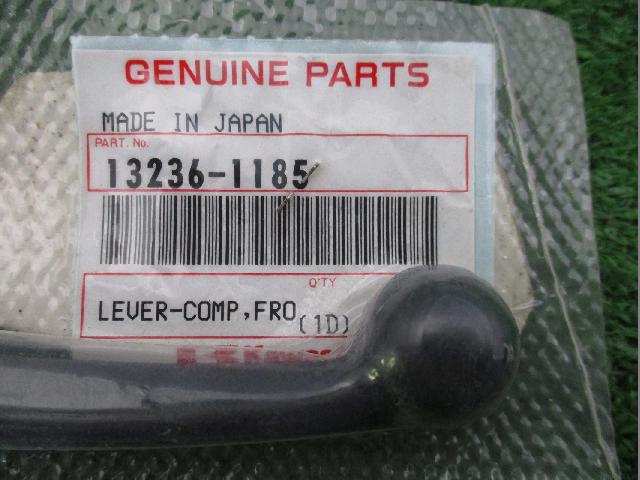 GENUINE PARTS
MADE IN JAPAN
PART. No.
13236-1185
Q'TY
LEVER-COMP,FRO
(1D)